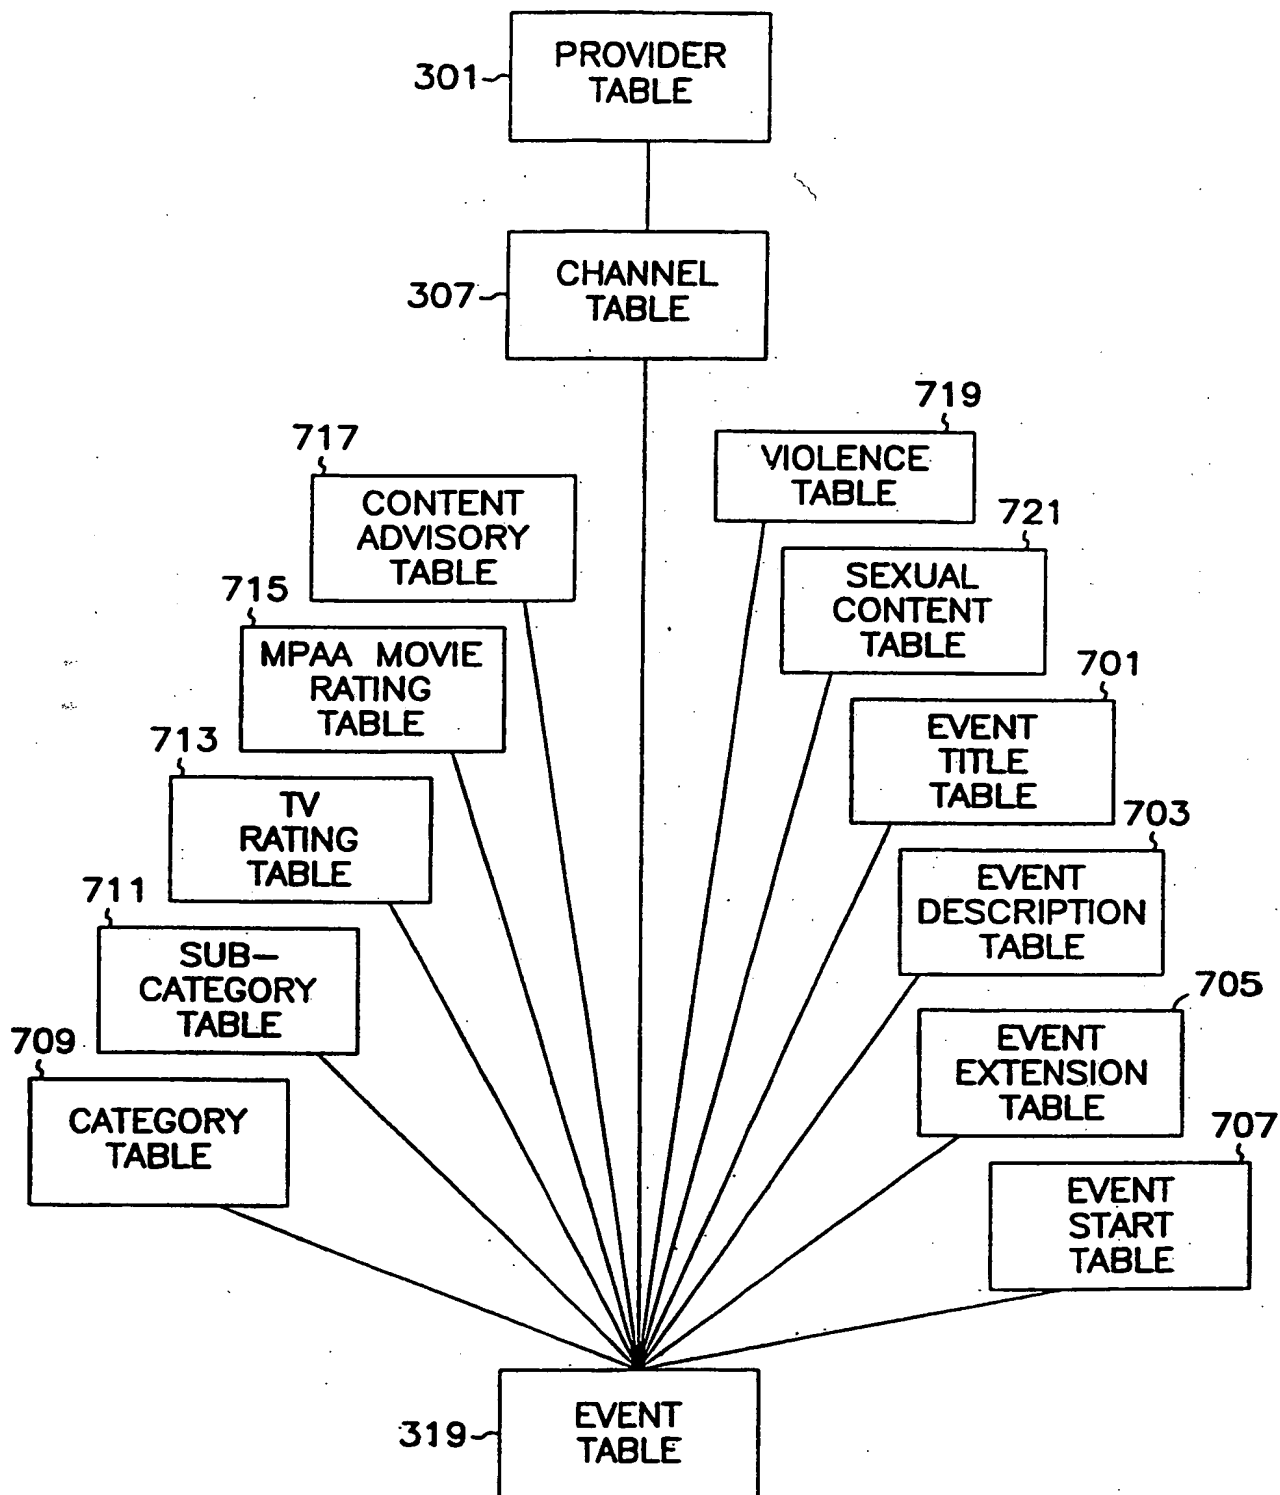 PROVIDER
TABLE
301
CHANNEL
TABLE
307
719
VIOLENCE
TABLE
717
CONTENT
ADVISORY
TABLE
721
SEXUAL
CONTENT
TABLE
715
MPAA MOVIE
RATING
TABLE
701
EVENT
TITLE
TABLE
713
TV
RATING
TABLE
703
EVENT
DESCRIPTION
TABLE
711
SUB-
CATEGORY
TABLE
705
EVENT
EXTENSION
TABLE
709
CATEGORY
TABLE
707
EVENT
START
TABLE
319
EVENT
TABLE